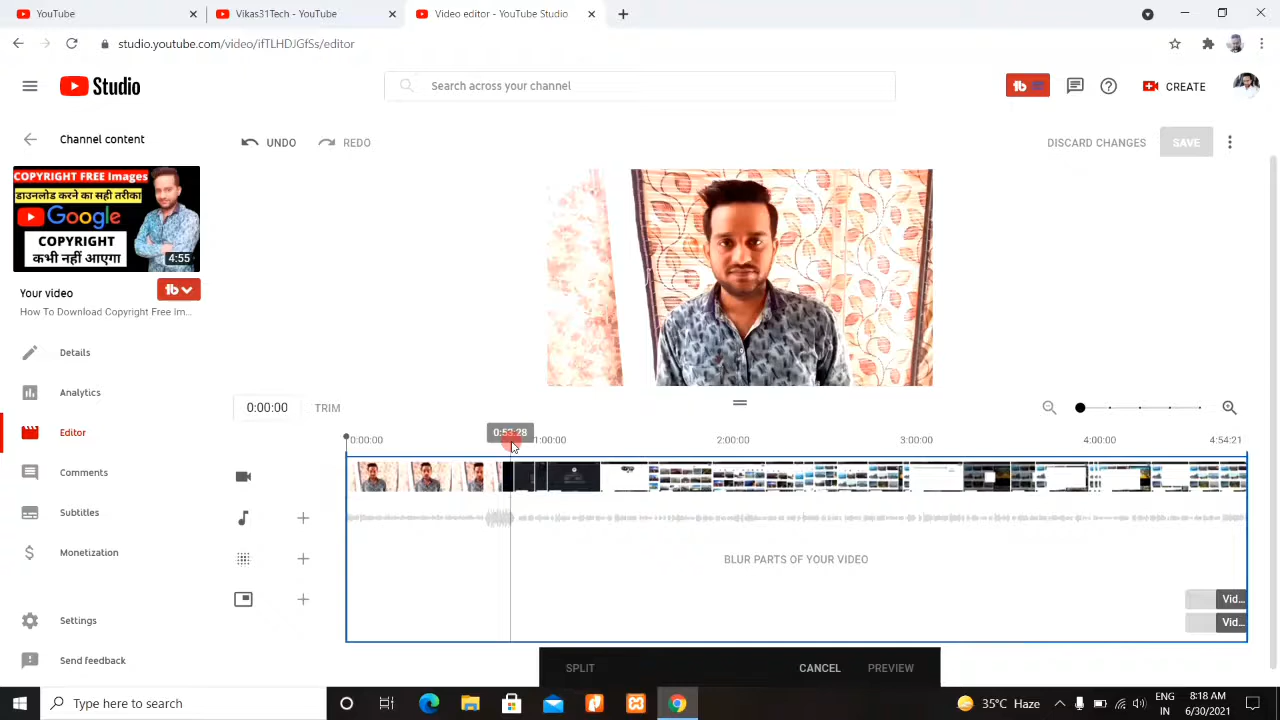 YouTube
Vikas31Tech - YouTube
Video editor - YouTube
studio.youtube.com/video/ifTLHDJGfSs/editor
Studio
Search across your channel
CREATE
Channel content
UNDO
REDO
DISCARD CHANGES
SAVE
COPYRIGHT FREE Images
डाउनलोड करने का सही तरीका
Google
COPYRIGHT
कभी नहीं आएगा
4:55
Your video
How To Download Copyright Free Im...
Details
Analytics
Editor
Comments
Subtitles
Monetization
Settings
Send feedback
0:00:00
TRIM
0:00:00
0:53:28
1:00:00
2:00:00
3:00:00
4:00:00
4:54:21
BLUR PARTS OF YOUR VIDEO
Vid...
Vid...
SPLIT
CANCEL
PREVIEW
Type here to search
35°C Haze
ENG
IN
8:18 AM
6/30/2021